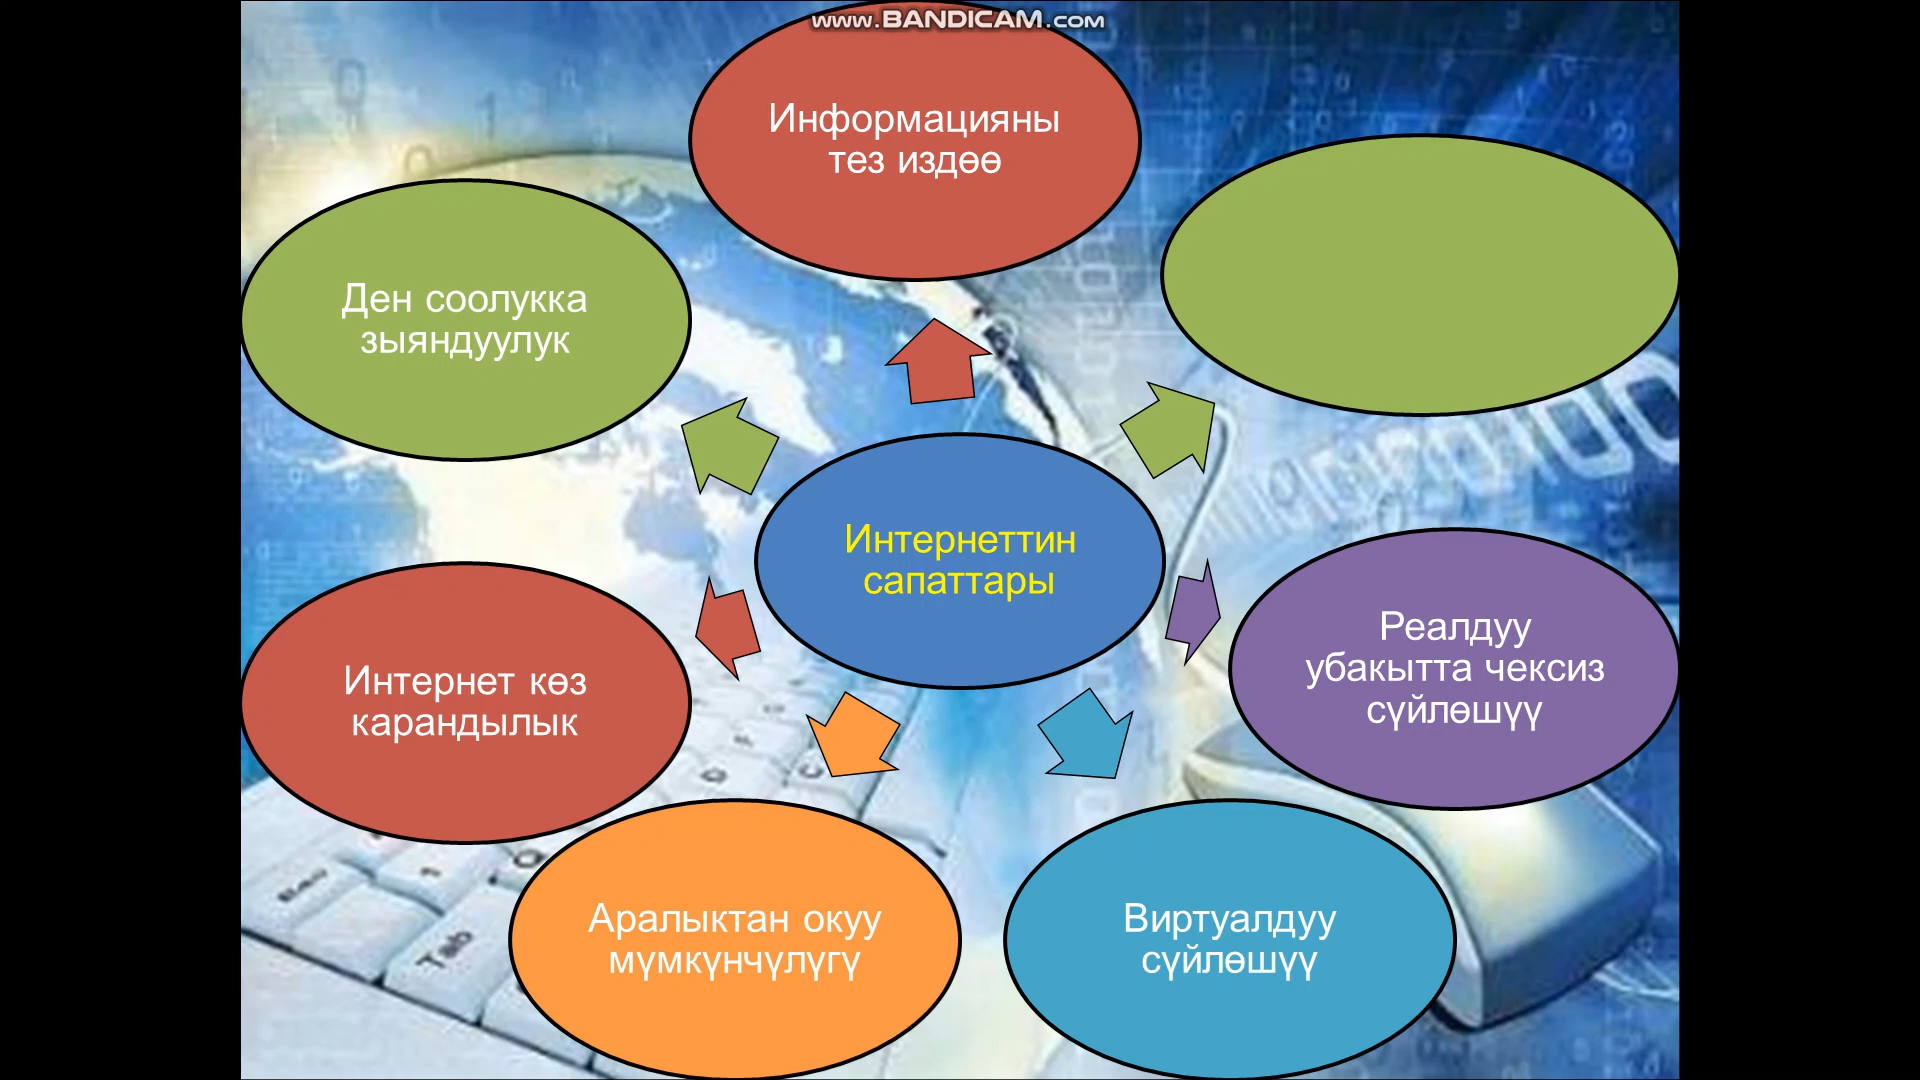 www.BANDICAM.com
Информацияны
тез издөө
Ден соолукка
зыяндуулук
Интернеттин
сапаттары
Реалдуу
убакытта чексиз
сүйлөшүү
Интернет көз
карандылык
Аралыктан окуу
мүмкүнчүлүгү
Виртуалдуу
сүйлөшүү
Tab